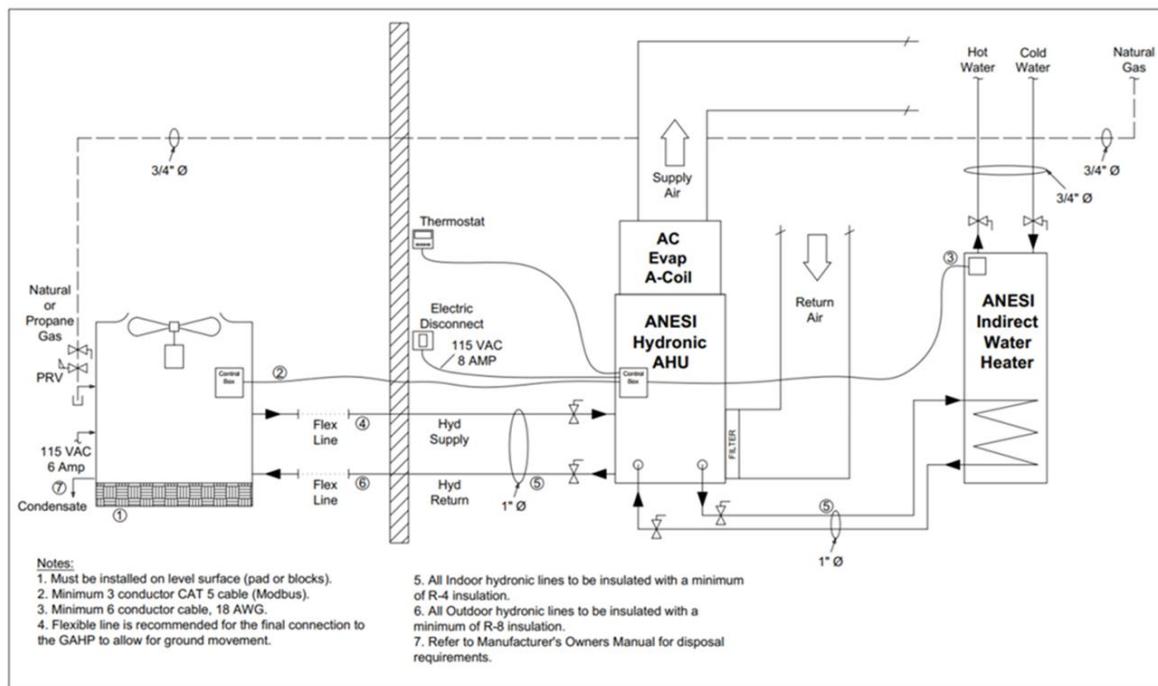 Hot
Water
Cold
Water
Natural
Gas
3/4" Ø
3/4" Ø
3/4" Ø
Supply
Air
Thermostat
AC
Evap
A-Coil
Return
Air
③
ANESI
Indirect
Water
Heater
Natural
or
Propane
Gas
PRV
Electric
Disconnect
115 VAC
8 AMP
ANESI
Hydronic
AHU
Control
Box
②
Control
Box
④
Flex
Line
Hyd
Supply
FILTER
115 VAC
6 Amp
⑦
Condensate
①
Flex
Line
⑥
Hyd
Return
⑤
1" Ø
⑤
1" Ø
Notes:
1. Must be installed on level surface (pad or blocks).
2. Minimum 3 conductor CAT 5 cable (Modbus).
3. Minimum 6 conductor cable, 18 AWG.
4. Flexible line is recommended for the final connection to
the GAHP to allow for ground movement.
5. All Indoor hydronic lines to be insulated with a minimum
of R-4 insulation.
6. All Outdoor hydronic lines to be insulated with a
minimum of R-8 insulation.
7. Refer to Manufacturer's Owners Manual for disposal
requirements.